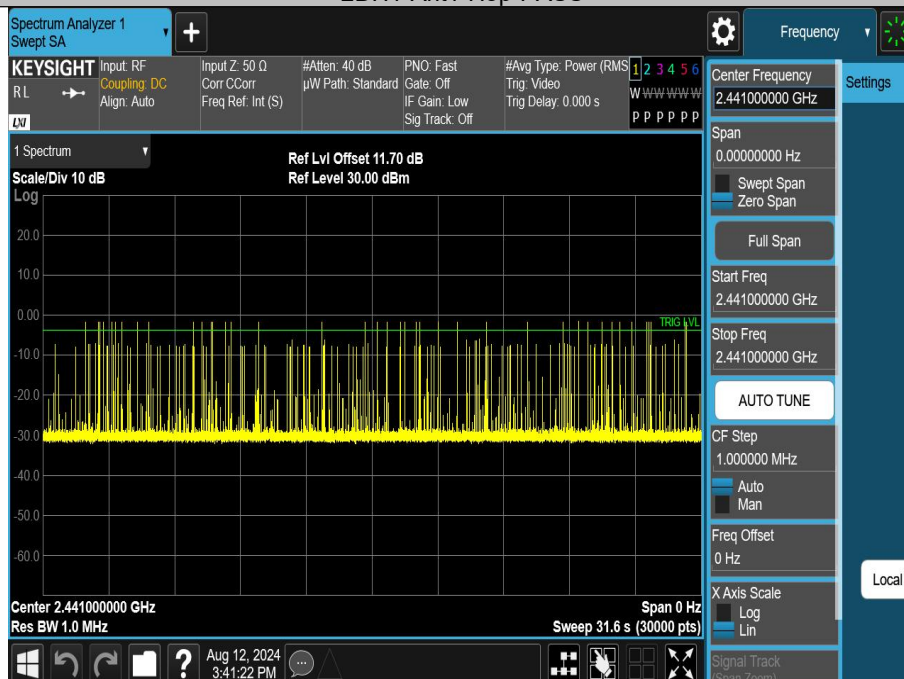 Spectrum Analyzer 1
Swept SA
Frequency
KEYSIGHT
R L
LXI
Input: RF
Coupling: DC
Align: Auto
Input Z: 50 Ω
Corr CCorr
Freq Ref: Int (S)
#Atten: 40 dB
µW Path: Standard
PNO: Fast
Gate: Off
IF Gain: Low
Sig Track: Off
#Avg Type: Power (RMS
Trig: Video
Trig Delay: 0.000 s
1 2 3 4 5 6
W W W W W W
P P P P P P
1 Spectrum
Scale/Div 10 dB
Ref Lvl Offset 11.70 dB
Ref Level 30.00 dBm
Log
20.0
10.0
0.00
-10.0
-20.0
-30.0
-40.0
-50.0
-60.0
TRIG LVL
Center 2.441000000 GHz
Res BW 1.0 MHz
Span 0 Hz
Sweep 31.6 s (30000 pts)
Center Frequency
2.441000000 GHz
Settings
Span
0.00000000 Hz
Swept Span
Zero Span
Full Span
Start Freq
2.441000000 GHz
Stop Freq
2.441000000 GHz
AUTO TUNE
CF Step
1.000000 MHz
Auto
Man
Freq Offset
0 Hz
Local
X Axis Scale
Log
Lin
Signal Track
(Span Zoom)
?
Aug 12, 2024
3:41:22 PM